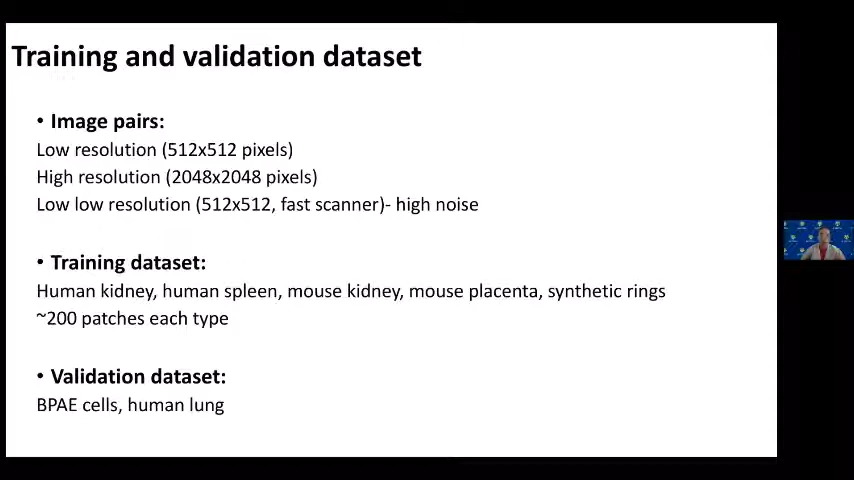 Training and validation dataset
• Image pairs:
Low resolution (512x512 pixels)
High resolution (2048x2048 pixels)
Low low resolution (512x512, fast scanner)- high noise
• Training dataset:
Human kidney, human spleen, mouse kidney, mouse placenta, synthetic rings
~200 patches each type
• Validation dataset:
BPAE cells, human lung